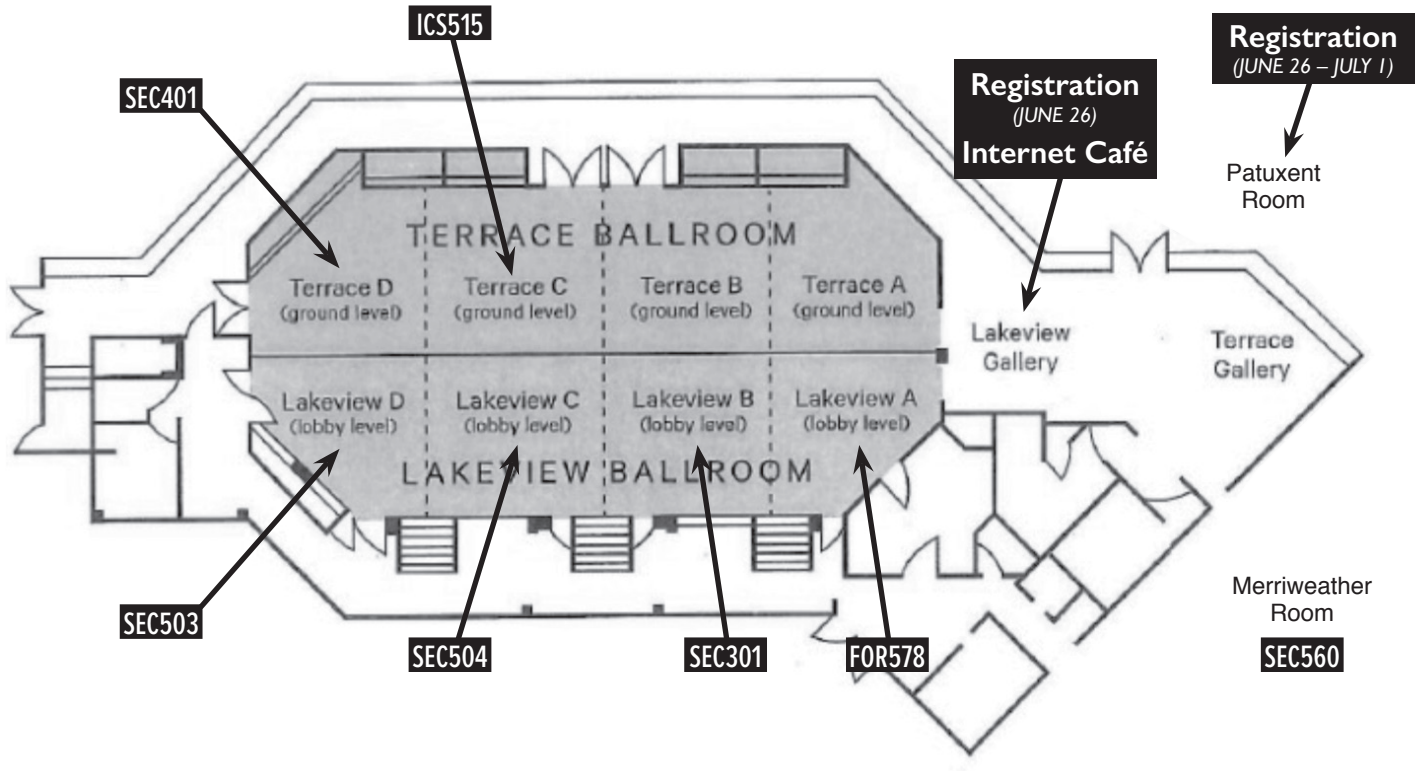 ICS515
Registration
(JUNE 26 – JULY 1)
Registration
(JUNE 26)
Internet Café
SEC401
Patuxent
Room
TERRACE BALLROOM
Terrace D
(ground level)
Terrace C
(ground level)
Terrace B
(ground level)
Terrace A
(ground level)
Lakeview
Gallery
Terrace
Gallery
Lakeview D
(lobby level)
Lakeview C
(lobby level)
Lakeview B
(lobby level)
Lakeview A
(lobby level)
LAKEVIEW BALLROOM
Merriweather
Room
SEC503
SEC504
SEC301
FOR578
SEC560